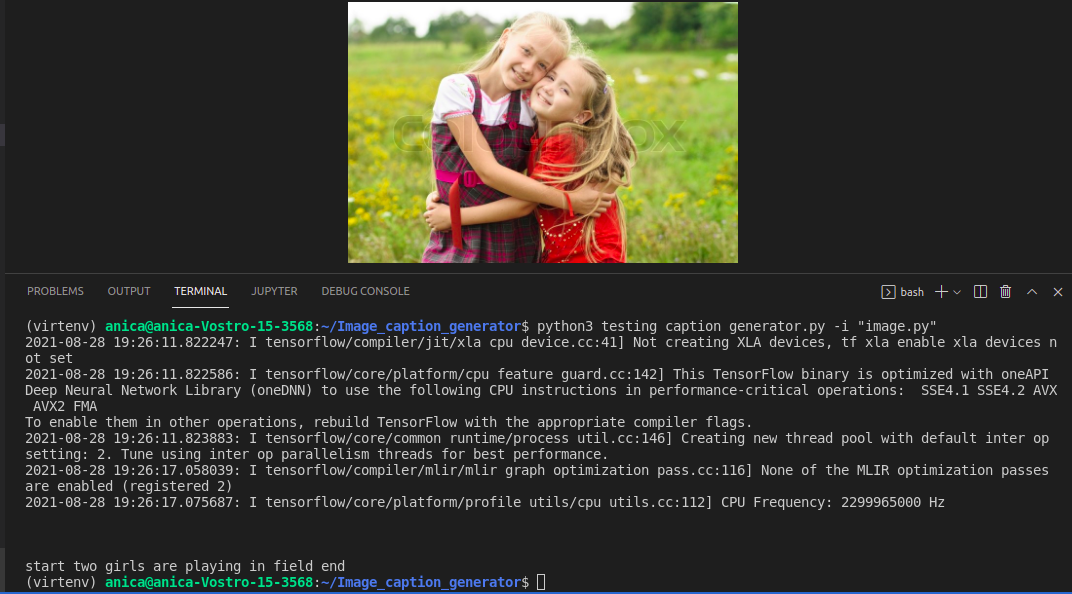 colourbox
PROBLEMS OUTPUT TERMINAL JUPYTER DEBUG CONSOLE bash
(virtenv) anica@anica-Vostro-15-3568:~/Image_caption_generator$ python3 testing caption generator.py -i "image.py"
2021-08-28 19:26:11.822247: I tensorflow/compiler/jit/xla cpu device.cc:41] Not creating XLA devices, tf xla enable xla devices n
ot set
2021-08-28 19:26:11.822586: I tensorflow/core/platform/cpu feature guard.cc:142] This TensorFlow binary is optimized with oneAPI
Deep Neural Network Library (oneDNN) to use the following CPU instructions in performance-critical operations:  SSE4.1 SSE4.2 AVX
AVX2 FMA
To enable them in other operations, rebuild TensorFlow with the appropriate compiler flags.
2021-08-28 19:26:11.823883: I tensorflow/core/common runtime/process util.cc:146] Creating new thread pool with default inter op
setting: 2. Tune using inter op parallelism threads for best performance.
2021-08-28 19:26:17.058039: I tensorflow/compiler/mlir/mlir graph optimization pass.cc:116] None of the MLIR optimization passes
are enabled (registered 2)
2021-08-28 19:26:17.075687: I tensorflow/core/platform/profile utils/cpu utils.cc:112] CPU Frequency: 2299965000 Hz
start two girls are playing in field end
(virtenv) anica@anica-Vostro-15-3568:~/Image_caption_generator$